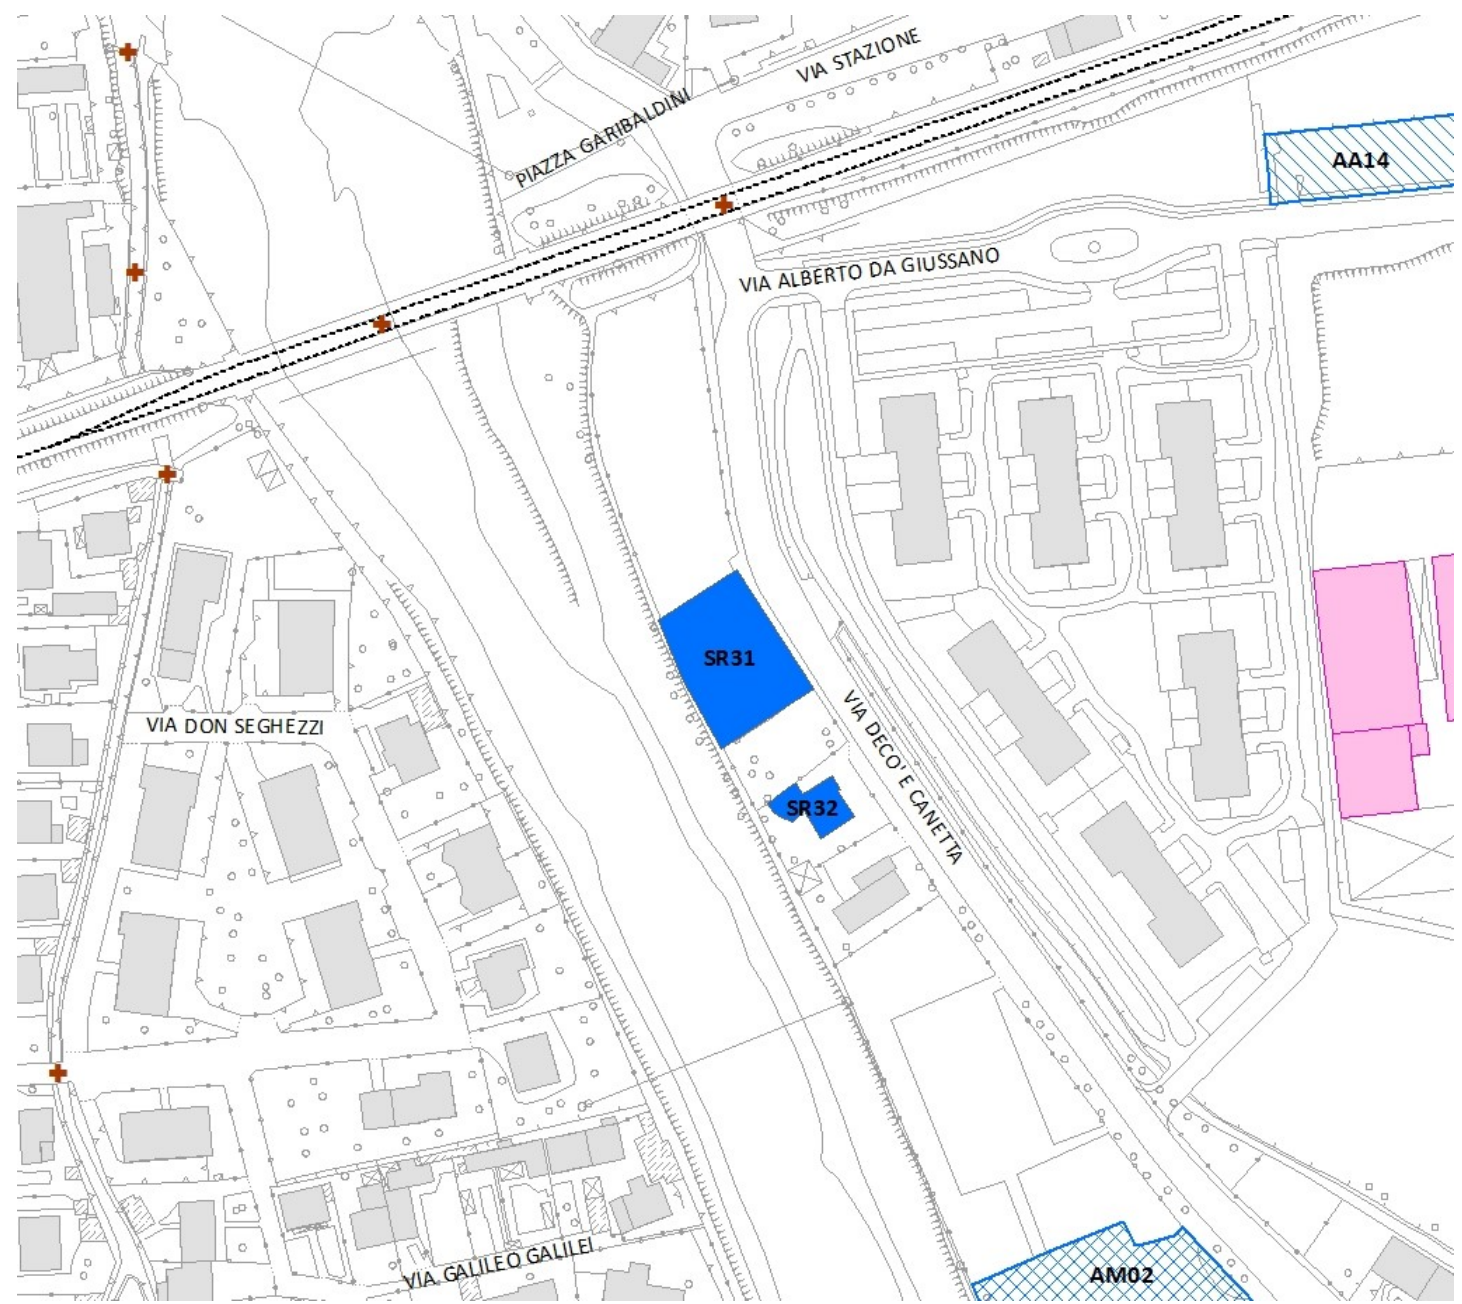 VIA STAZIONE
PIAZZA GARIBALDINI
AA14
VIA ALBERTO DA GIUSSANO
SR31
VIA DON SEGHEZZI
VIA DECO' E CANETTA
SR32
VIA GALILEO GALILEI
AM02